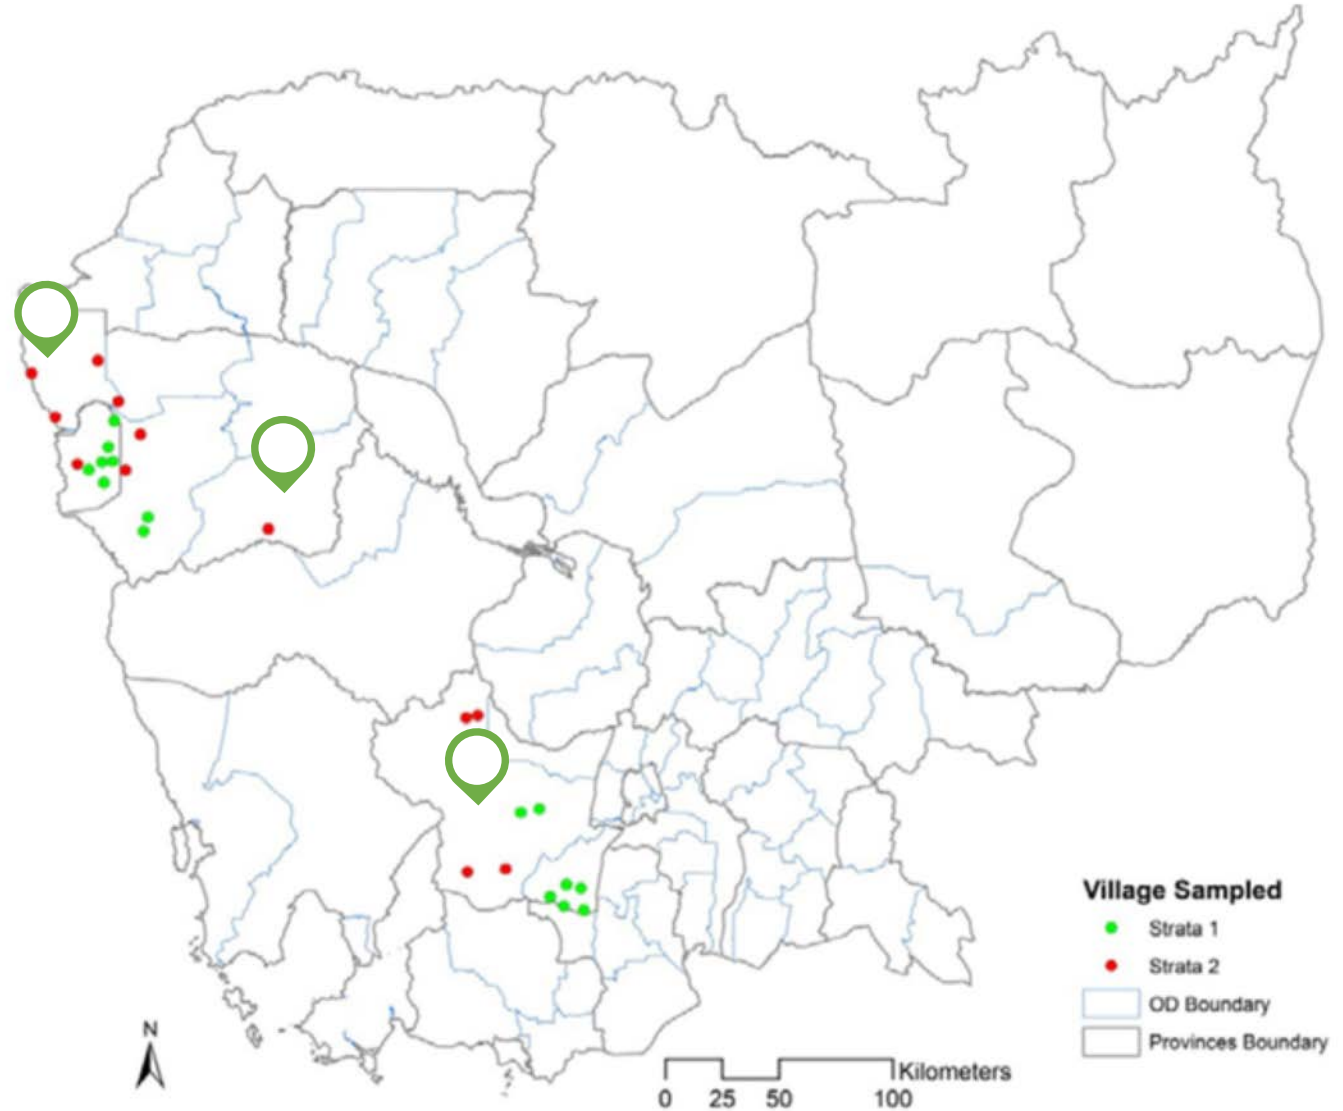 Village Sampled
Strata 1
Strata 2
OD Boundary
Provinces Boundary
N
Kilometers
0 25 50 100